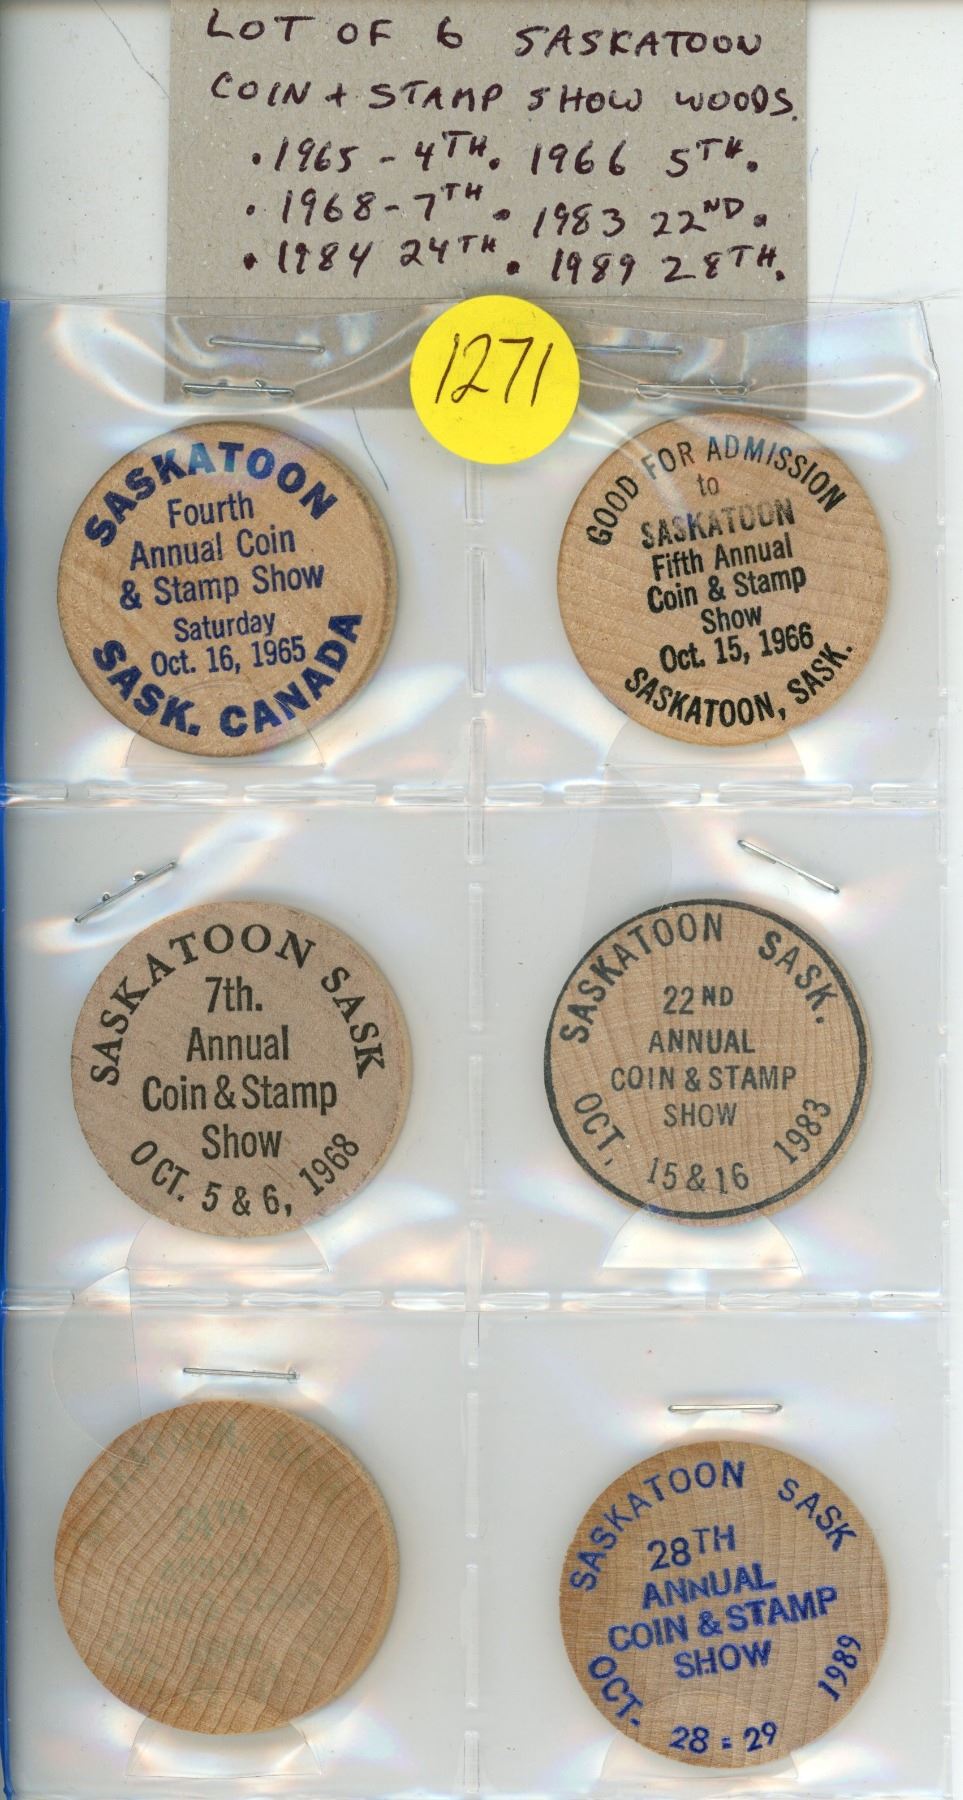 LOT OF 6 SASKATOON
COIN + STAMP SHOW WOODS.
• 1965 - 4TH. • 1966 5TH.
• 1968 - 7TH. • 1983 22ND.
• 1984 24TH. • 1989 28TH.
1271
SASKATOON
Fourth
Annual Coin
& Stamp Show
Saturday
Oct. 16, 1965
SASK. CANADA
GOOD FOR ADMISSION
to
SASKATOON
Fifth Annual
Coin & Stamp
Show
Oct. 15, 1966
SASKATOON, SASK.
SASKATOON SASK
7th.
Annual
Coin & Stamp
Show
OCT. 5 & 6, 1968
SASKATOON SASK.
22ND
ANNUAL
COIN & STAMP
SHOW
OCT. 15 & 16 1983
24TH
SASKATOON SASK
28TH
ANNUAL
COIN & STAMP
SHOW
OCT. 28 = 29 1989